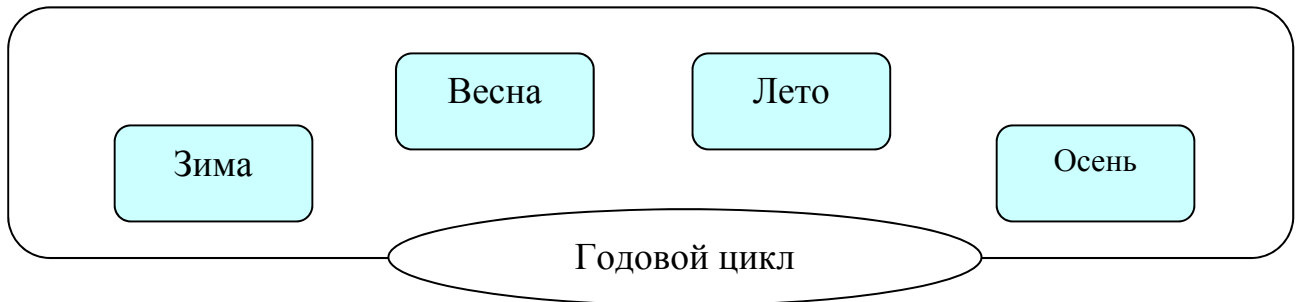 Зима
Весна
Лето
Осень
Годовой цикл